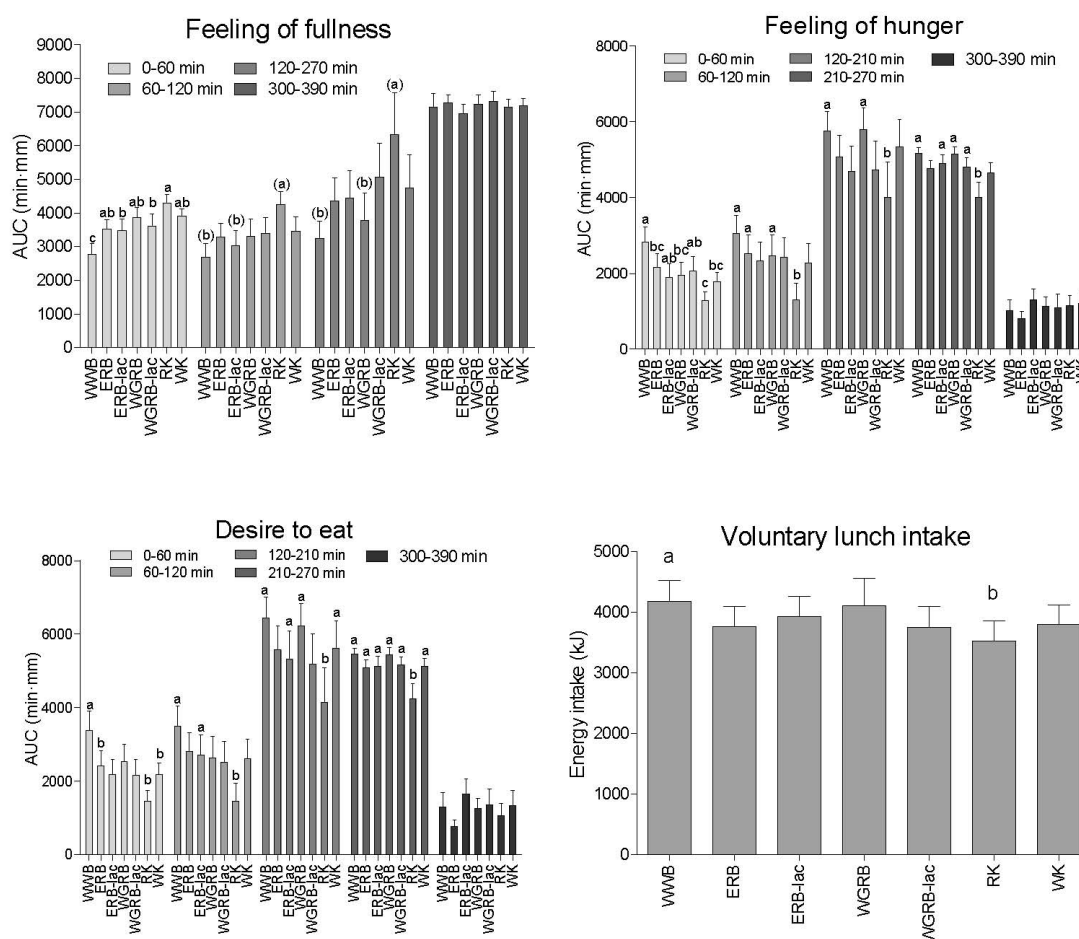 Feeling of fullness
9000
8000
7000
6000
5000
4000
3000
2000
1000
0
AUC (min·mm)
0-60 min
60-120 min
120-270 min
300-390 min
c ab b ab b a ab
(b) (b) (a)
(b) (b) (a)
WWB ERB ERB-lac WGRB WGRB-lac RK WK
WWB ERB ERB-lac WGRB WGRB-lac RK WK
WWB ERB ERB-lac WGRB WGRB-lac RK WK
WWB ERB ERB-lac WGRB WGRB-lac RK WK
Feeling of hunger
8000
6000
4000
2000
0
AUC (min·mm)
0-60 min
60-120 min
120-210 min
210-270 min
300-390 min
a bc ab bc ab c bc
a a a b
a a b
a a a a b
WWB ERB ERB-lac WGRB WGRB-lac RK WK
WWB ERB ERB-lac WGRB WGRB-lac RK WK
WWB ERB ERB-lac WGRB WGRB-lac RK WK
WWB ERB ERB-lac WGRB WGRB-lac RK WK
WWB ERB ERB-lac WGRB WGRB-lac RK WK
Desire to eat
8000
6000
4000
2000
0
AUC (min·mm)
0-60 min
60-120 min
120-210 min
210-270 min
300-390 min
a b b b
a a b
a a a b a
a a a a a b a
WWB ERB ERB-lac WGRB WGRB-lac RK WK
WWB ERB ERB-lac WGRB WGRB-lac RK WK
WWB ERB ERB-lac WGRB WGRB-lac RK WK
WWB ERB ERB-lac WGRB WGRB-lac RK WK
WWB ERB ERB-lac WGRB WGRB-lac RK WK
Voluntary lunch intake
5000
4000
3000
2000
1000
0
Energy intake (kJ)
a b
WWB ERB ERB-lac WGRB WGRB-lac RK WK